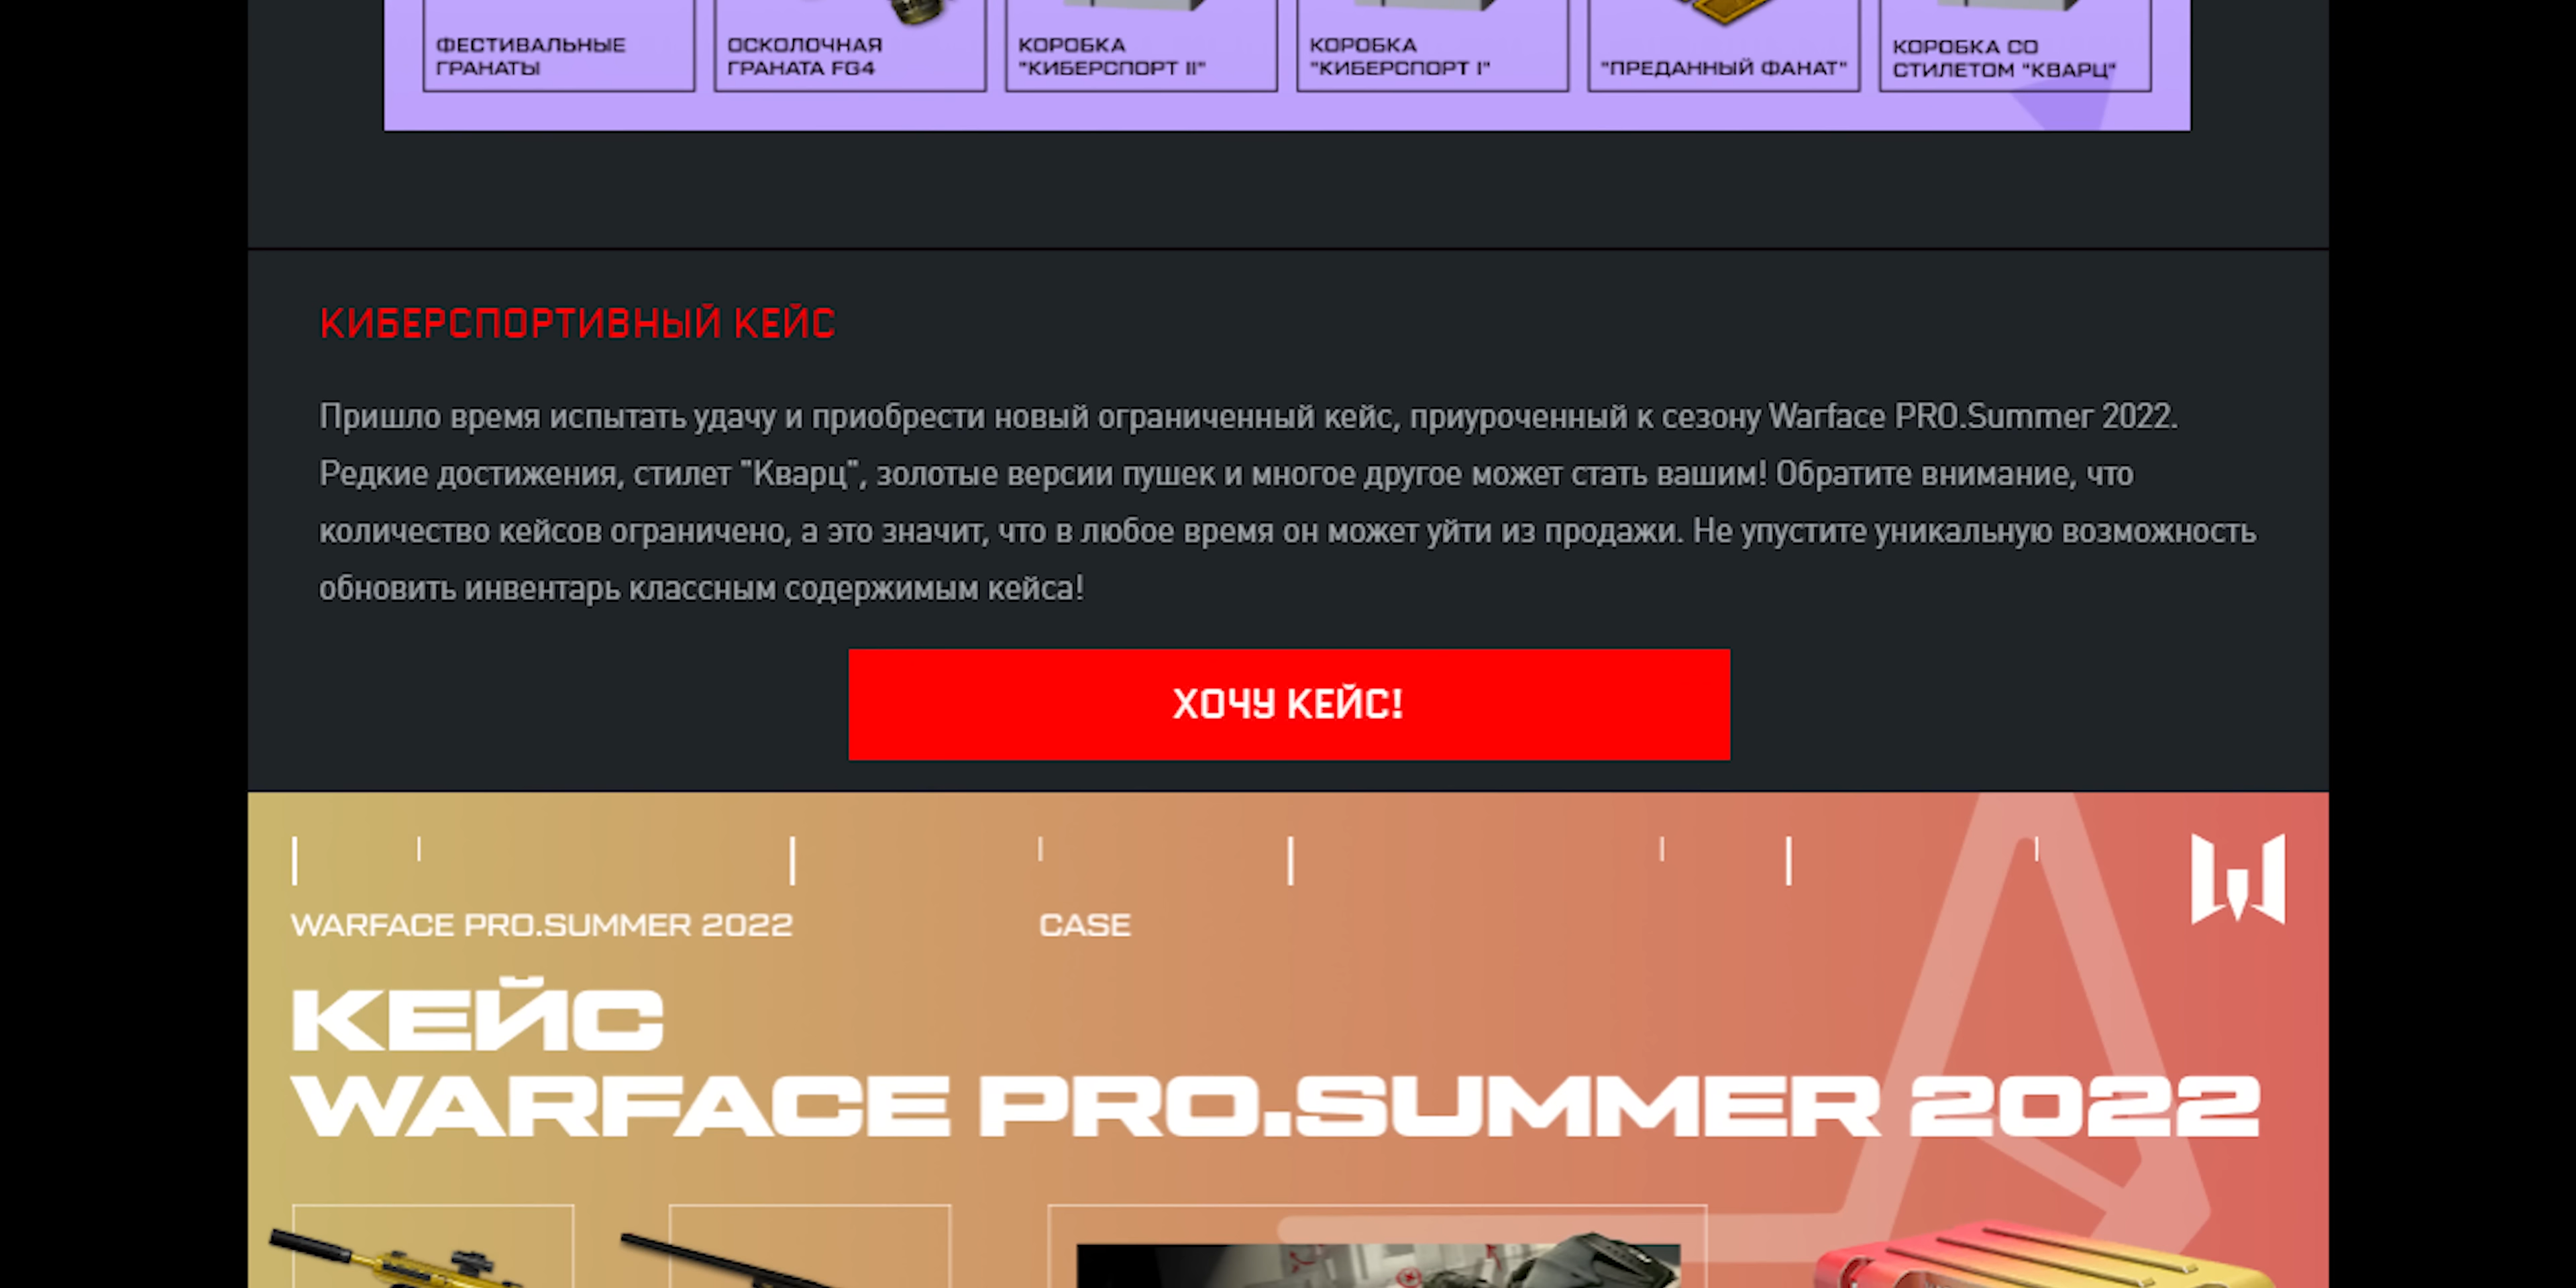 ФЕСТИВАЛЬНЫЕ
ГРАНАТЫ
ОСКОЛОЧНАЯ
ГРАНАТА FG4
КОРОБКА
"КИБЕРСПОРТ II"
КОРОБКА
"КИБЕРСПОРТ I"
"ПРЕДАННЫЙ ФАНАТ"
КОРОБКА СО
СТИЛЕТОМ "КВАРЦ"
КИБЕРСПОРТИВНЫЙ КЕЙС
Пришло время испытать удачу и приобрести новый ограниченный кейс, приуроченный к сезону Warface PRO.Summer 2022.
Редкие достижения, стилет "Кварц", золотые версии пушек и многое другое может стать вашим! Обратите внимание, что
количество кейсов ограничено, а это значит, что в любое время он может уйти из продажи. Не упустите уникальную возможность
обновить инвентарь классным содержимым кейса!
ХОЧУ КЕЙС!
WARFACE PRO.SUMMER 2022
CASE
КЕЙС
WARFACE PRO.SUMMER 2022